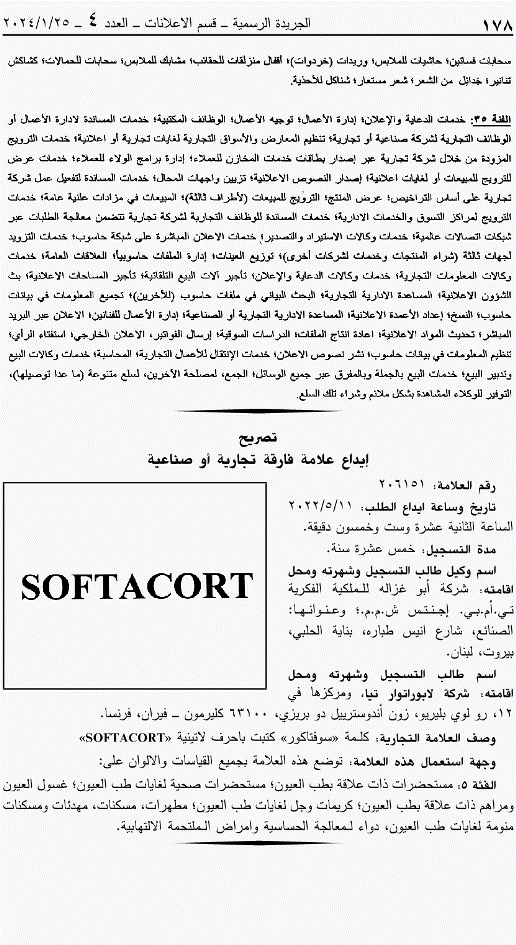 ١٧٨
الجريدة الرسمية ــ قسم الاعلانات ــ العدد ٤ ــ ٢٠٢٤/١/٢٥
سحابات فساتين؛ حاشيات للملابس؛ وريدات (خردوات)؛ أقفال منزلقات للحقائب؛ مشابك للملابس؛ سحابات للحمالات؛ كشاكش
تنانير؛ جدائل من الشعر؛ شعر مستعار؛ شناكل للأحذية.
الفئة ٣٥: خدمات الدعاية والإعلان؛ إدارة الأعمال؛ توجيه الأعمال؛ الوظائف المكتبية؛ خدمات المساندة لادارة الأعمال أو
الوظائف التجارية لشركة صناعية أو تجارية؛ تنظيم المعارض والأسواق التجارية لغايات تجارية أو اعلانية؛ خدمات الترويج
المزودة من خلال شركة تجارية عبر إصدار بطاقات خدمات المخازن للعملاء؛ إدارة برامج الولاء للعملاء؛ خدمات عرض
للترويج للمبيعات أو لغايات اعلانية؛ إصدار النصوص الاعلانية؛ تزيين واجهات المحال؛ خدمات المساندة لتفعيل عمل شركة
تجارية على أساس التراخيص؛ عرض المنتج؛ الترويج للمبيعات (لأطراف ثالثة)؛ المبيعات في مزادات علنية عامة؛ خدمات
الترويج لمراكز التسوق والخدمات الادارية؛ خدمات المساندة للوظائف التجارية لشركة تجارية تتضمن معالجة الطلبات عبر
شبكات اتصالات عالمية؛ خدمات وكالات الاستيراد والتصدير؛ خدمات الاعلان المباشرة على شبكة حاسوب؛ خدمات التزويد
لجهات ثالثة (شراء المنتجات وخدمات لشركات أخرى)؛ توزيع العينات؛ إدارة الملفات حاسوبياً؛ العلاقات العامة؛ خدمات
وكالات المعلومات التجارية؛ خدمات وكالات الدعاية والإعلان؛ تأجير آلات البيع التلقائية؛ تأجير المساحات الاعلانية؛ بث
الشؤون الاعلانية؛ المساعدة الادارية التجارية؛ البحث البياني في ملفات حاسوب (للآخرين)؛ تجميع المعلومات في بيانات
حاسوب؛ النسخ؛ إعداد الأعمدة الاعلانية؛ المساعدة الادارية التجارية أو الصناعية؛ إدارة الأعمال للفنانين؛ الاعلان عبر البريد
المباشر؛ تحديث المواد الاعلانية؛ اعادة انتاج الملفات؛ الدراسات السوقية؛ إرسال الفواتير، الاعلان الخارجي؛ استفتاء الرأي؛
تنظيم المعلومات في بيانات حاسوب؛ نشر نصوص الاعلان؛ خدمات الإنتقال للأعمال التجارية؛ المحاسبة؛ خدمات وكالات البيع
وتدبير البيع؛ خدمات البيع بالجملة وبالمفرق عبر جميع الوسائل؛ الجمع، لمصلحة الآخرين، لسلع متنوعة (ما عدا توصيلها)،
التوفير للوكلاء المشاهدة بشكل ملائم وشراء تلك السلع.
تصريح
إيداع علامة فارقة تجارية أو صناعية
رقم العلامة: ٢٠٦١٥١
تاريخ وساعة ايداع الطلب: ٢٠٢٢/٥/١١
الساعة الثانية عشرة وست وخمسون دقيقة.
مدة التسجيل: خمس عشرة سنة.
اسم وكيل طالب التسجيل وشهرته ومحل
اقامته: شركة أبو غزاله للملكية الفكرية
تي.أم.بي. إجنتس ش.م.م.؛ وعنوانها:
الصنائع، شارع انيس طباره، بناية الحلبي،
بيروت، لبنان.
SOFTACORT
اسم طالب التسجيل وشهرته ومحل
اقامته: شركة لابوراتوار تيا، ومركزها في
١٢، رو لوي بليريو، زون أندوسترييل دو بريزي، ٦٣١٠٠ كليرمون ــ فيران، فرنسا.
وصف العلامة التجارية: كلمة «سوفتاكور» كتبت باحرف لاتينية «SOFTACORT»
وجهة استعمال هذه العلامة: توضع هذه العلامة بجميع القياسات والالوان على:
الفئة ٥: مستحضرات ذات علاقة بطب العيون؛ مستحضرات صحية لغايات طب العيون؛ غسول العيون
ومراهم ذات علاقة بطب العيون؛ كريمات وجل لغايات طب العيون؛ مطهرات، مسكنات، مهدئات ومسكنات
منومة لغايات طب العيون، دواء لمعالجة الحساسية وامراض الملتحمة الالتهابية.